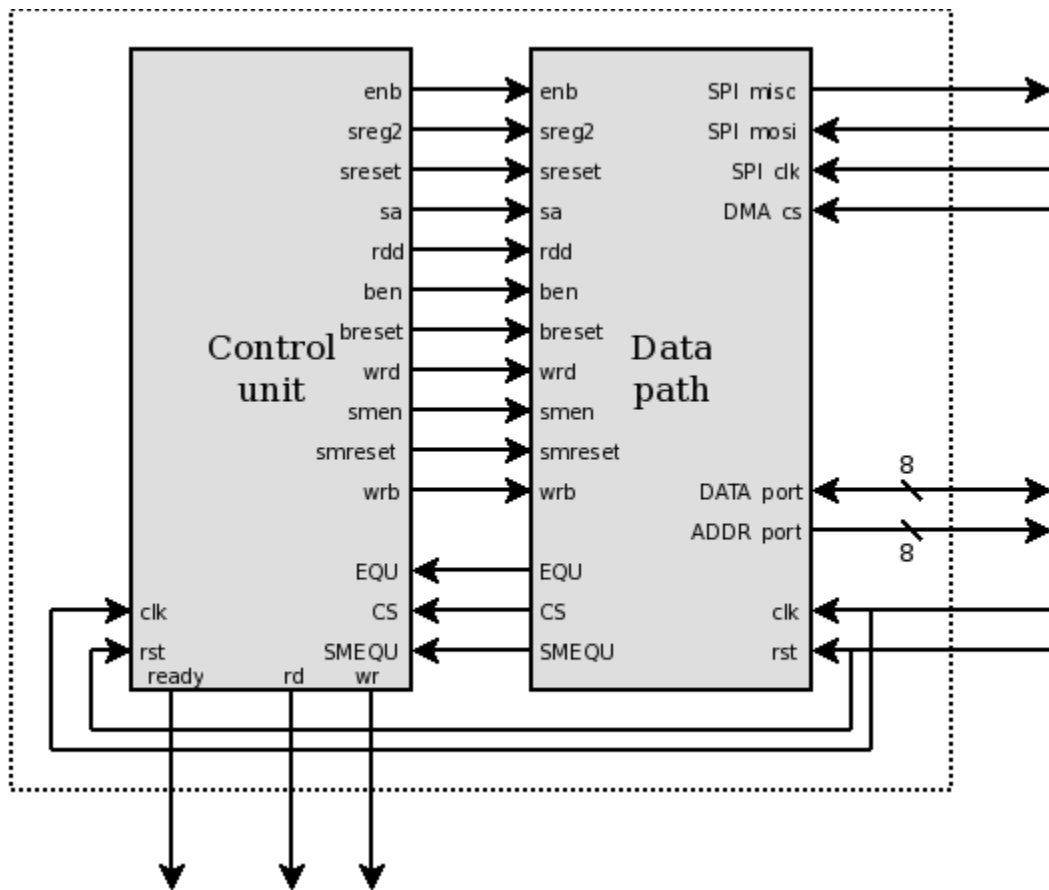 enb
sreg2
sreset
sa
rdd
ben
breset
wrd
smen
smreset
wrb
Control
unit
EQU
CS
SMEQU
clk
rst
ready
rd
wr
enb
sreg2
sreset
sa
rdd
ben
breset
wrd
smen
smreset
wrb
Data
path
EQU
CS
SMEQU
SPI misc
SPI mosi
SPI clk
DMA cs
8
DATA port
ADDR port
8
clk
rst